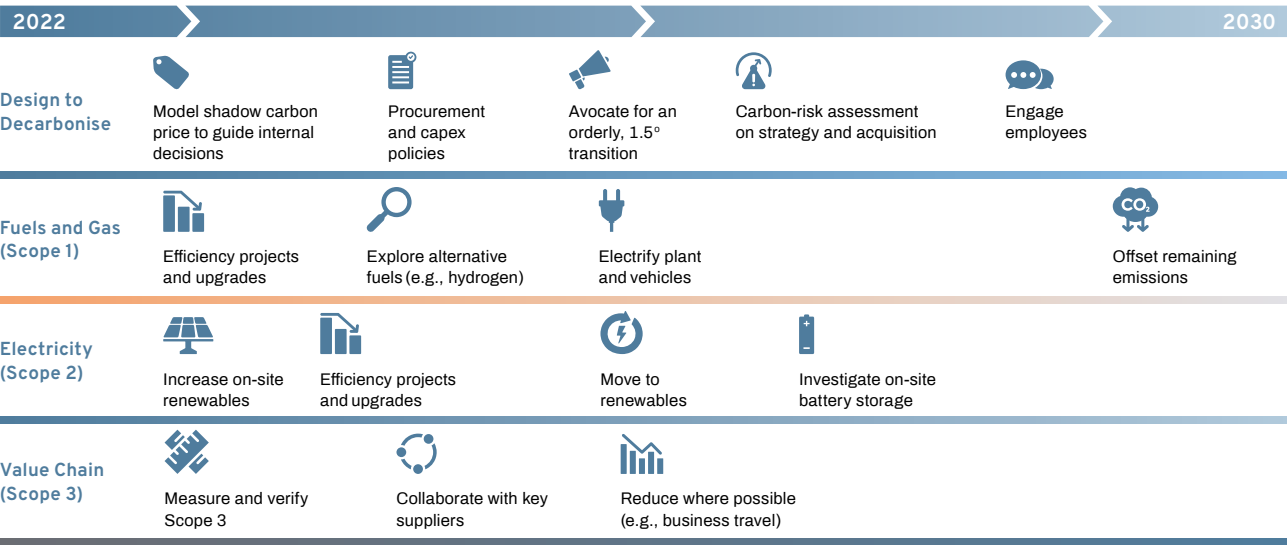 2022
2030
Design to
Decarbonise
Model shadow carbon
price to guide internal
decisions
Procurement
and capex
policies
Avocate for an
orderly, 1.5º
transition
Carbon-risk assessment
on strategy and acquisition
Engage
employees
Fuels and Gas
(Scope 1)
Efficiency projects
and upgrades
Explore alternative
fuels (e.g., hydrogen)
Electrify plant
and vehicles
CO₂
Offset remaining
emissions
Electricity
(Scope 2)
Increase on-site
renewables
Efficiency projects
and upgrades
Move to
renewables
Investigate on-site
battery storage
Value Chain
(Scope 3)
Measure and verify
Scope 3
Collaborate with key
suppliers
Reduce where possible
(e.g., business travel)